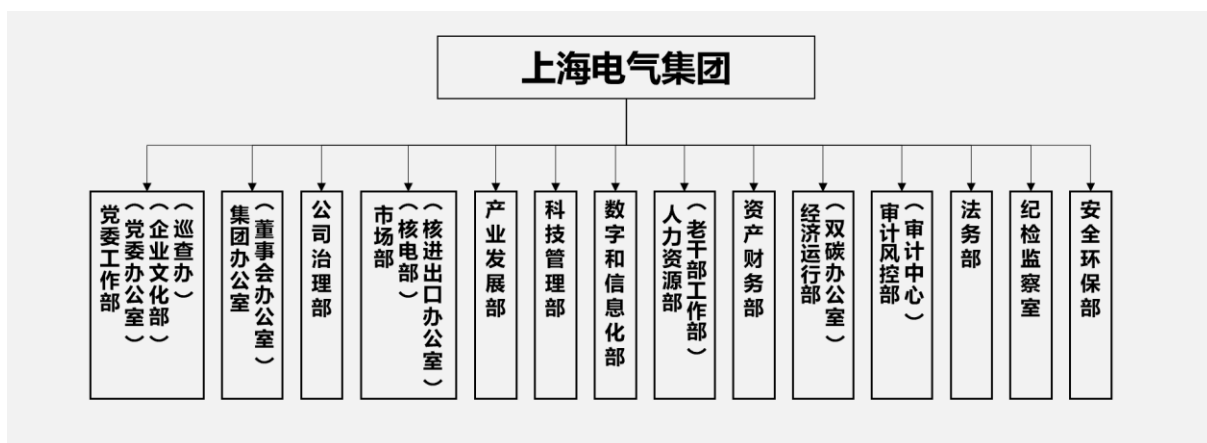 上海电气集团
党委工作部
（党委办公室）
（企业文化部）
（巡查办）
集团办公室
（董事会办公室）
公司治理部
市场部
（核电部）
（核进出口办公室）
产业发展部
科技管理部
数字和信息化部
人力资源部
（老干部工作部）
资产财务部
经济运行部
（双碳办公室）
审计风控部
（审计中心）
法务部
纪检监察室
安全环保部